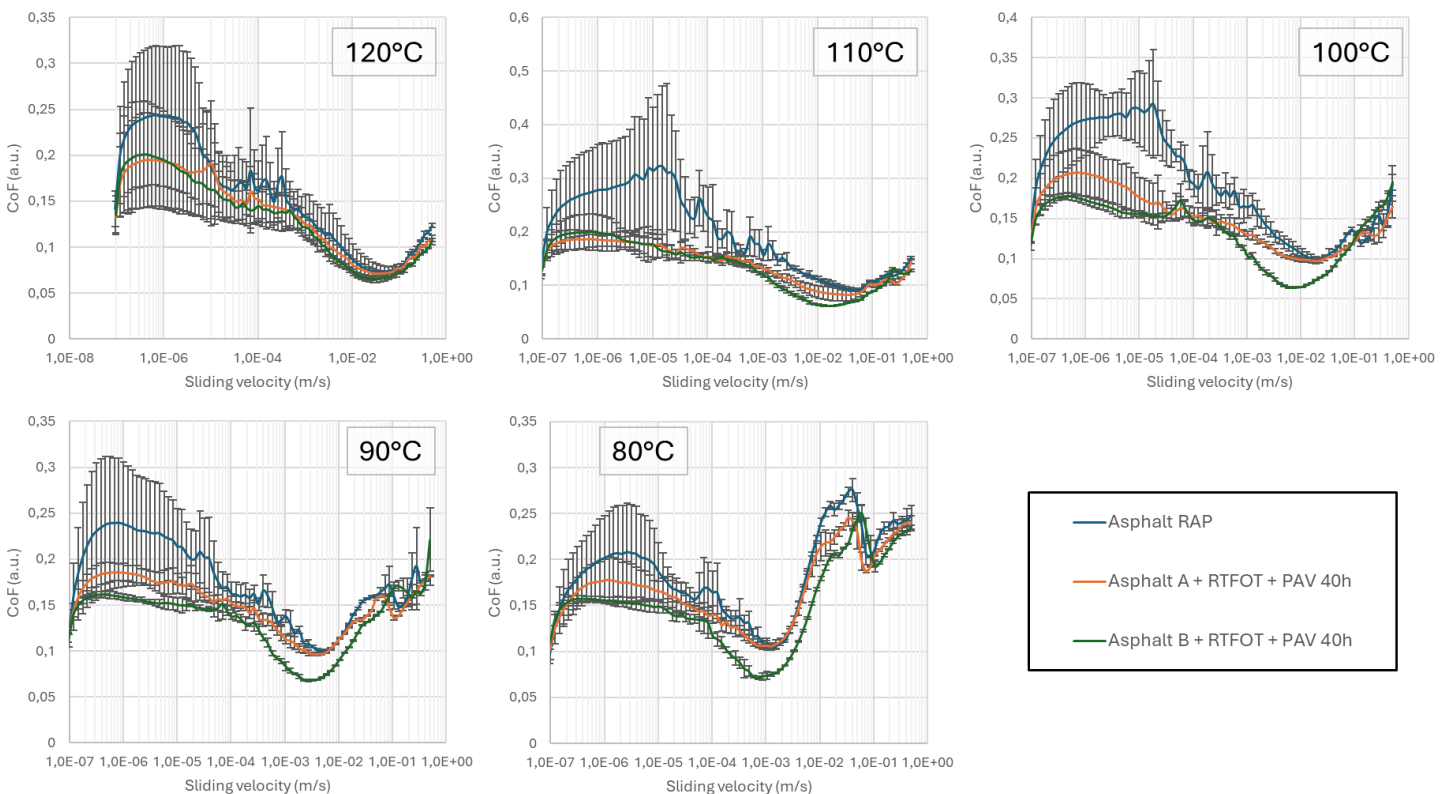 120°C
CoF (a.u.)
0,35
0,3
0,25
0,2
0,15
0,1
0,05
0
1,0E-08 1,0E-06 1,0E-04 1,0E-02 1,0E+00
Sliding velocity (m/s)
110°C
CoF (a.u.)
0,6
0,5
0,4
0,3
0,2
0,1
0
1,0E-07 1,0E-06 1,0E-05 1,0E-04 1,0E-03 1,0E-02 1,0E-01 1,0E+00
Sliding velocity (m/s)
100°C
CoF (a.u.)
0,4
0,35
0,3
0,25
0,2
0,15
0,1
0,05
0
1,0E-07 1,0E-06 1,0E-05 1,0E-04 1,0E-03 1,0E-02 1,0E-01 1,0E+00
Sliding velocity (m/s)
90°C
CoF (a.u.)
0,35
0,3
0,25
0,2
0,15
0,1
0,05
0
1,0E-07 1,0E-06 1,0E-05 1,0E-04 1,0E-03 1,0E-02 1,0E-01 1,0E+00
Sliding velocity (m/s)
80°C
CoF (a.u.)
0,35
0,3
0,25
0,2
0,15
0,1
0,05
0
1,0E-07 1,0E-06 1,0E-05 1,0E-04 1,0E-03 1,0E-02 1,0E-01 1,0E+00
Sliding velocity (m/s)
Asphalt RAP
Asphalt A + RTFOT + PAV 40h
Asphalt B + RTFOT + PAV 40h